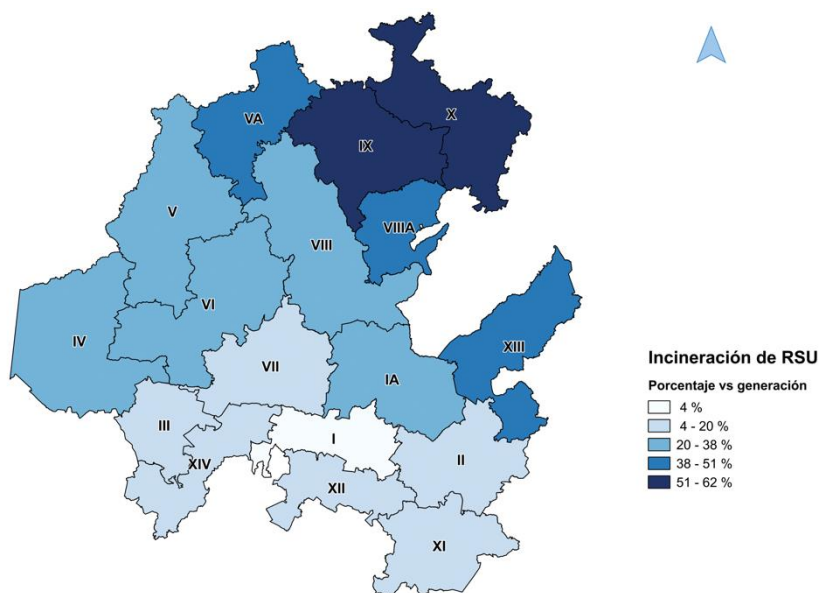 VA
X
IX
V
VIIIA
VIII
VI
IV
XIII
VII
IA
III
I
XIV
II
XII
XI
Incineración de RSU
Porcentaje vs generación
4 %
4 - 20 %
20 - 38 %
38 - 51 %
51 - 62 %